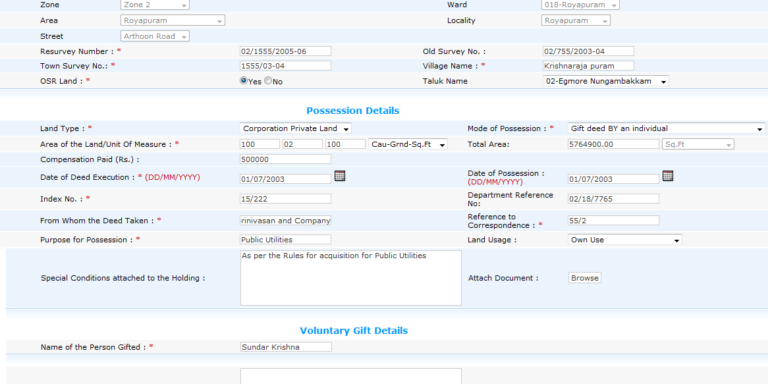 Zone Zone 2 Ward 018-Royapuram
Area Royapuram Locality Royapuram
Street Arthoon Road
Resurvey Number : * 02/1555/2005-06 Old Survey No. : 02/755/2003-04
Town Survey No.: * 1555/03-04 Village Name : * Krishnaraja puram
OSR Land : * Yes No Taluk Name 02-Egmore Nungambakkam
Possession Details
Land Type : * Corporation Private Land Mode of Possession : * Gift deed BY an individual
Area of the Land/Unit Of Measure : * 100 02 100 Cau-Grnd-Sq.Ft Total Area: 5764900.00 Sq.Ft
Compensation Paid (Rs.) : 500000
Date of Deed Execution : * (DD/MM/YYYY) 01/07/2003 Date of Possession : (DD/MM/YYYY) 01/07/2003
Index No. : * 15/222 Department Reference No: 02/18/7765
From Whom the Deed Taken : * rinivasan and Company Reference to Correspondence : * 55/2
Purpose for Possession : * Public Utilities Land Usage : * Own Use
Special Conditions attached to the Holding : As per the Rules for acquisition for Public Utilities Attach Document : Browse
Voluntary Gift Details
Name of the Person Gifted : * Sundar Krishna